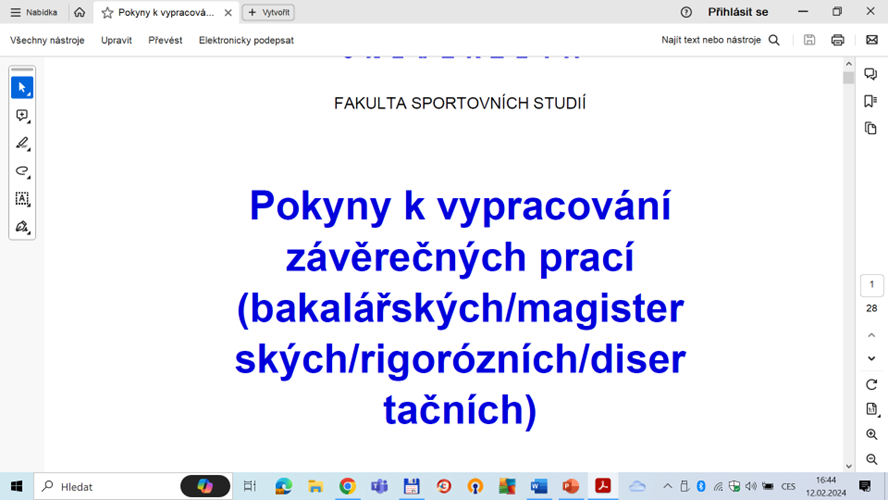 Nabídka
Pokyny k vypracová...
Vytvořit
Přihlásit se
Všechny nástroje
Upravit
Převést
Elektronicky podepsat
Najít text nebo nástroje
FAKULTA SPORTOVNÍCH STUDIÍ
Pokyny k vypracování
závěrečných prací
(bakalářských/magister
ských/rigorózních/diser
tačních)
1
28
Hledat
CES
16:44
12.02.2024